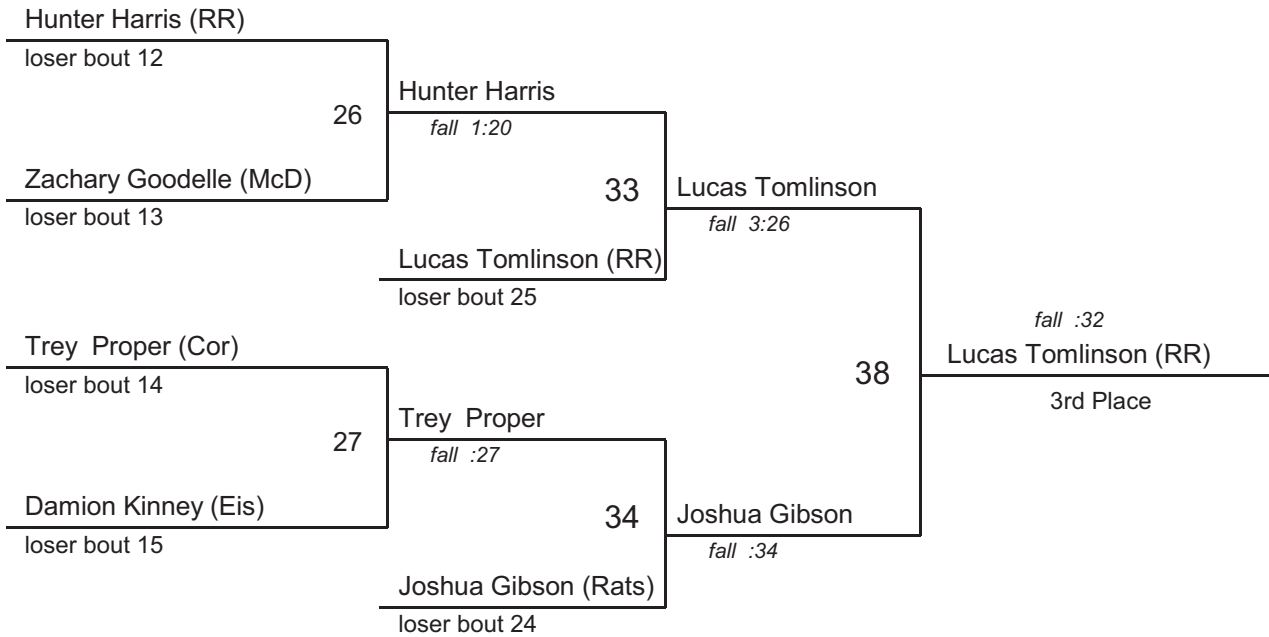 Hunter Harris (RR)
loser bout 12
Hunter Harris
26
fall 1:20
Zachary Goodelle (McD)
33
Lucas Tomlinson
loser bout 13
fall 3:26
Lucas Tomlinson (RR)
loser bout 25
fall :32
Trey Proper (Cor)
Lucas Tomlinson (RR)
loser bout 14
38
3rd Place
Trey Proper
27
fall :27
Damion Kinney (Eis)
34
Joshua Gibson
loser bout 15
fall :34
Joshua Gibson (Rats)
loser bout 24